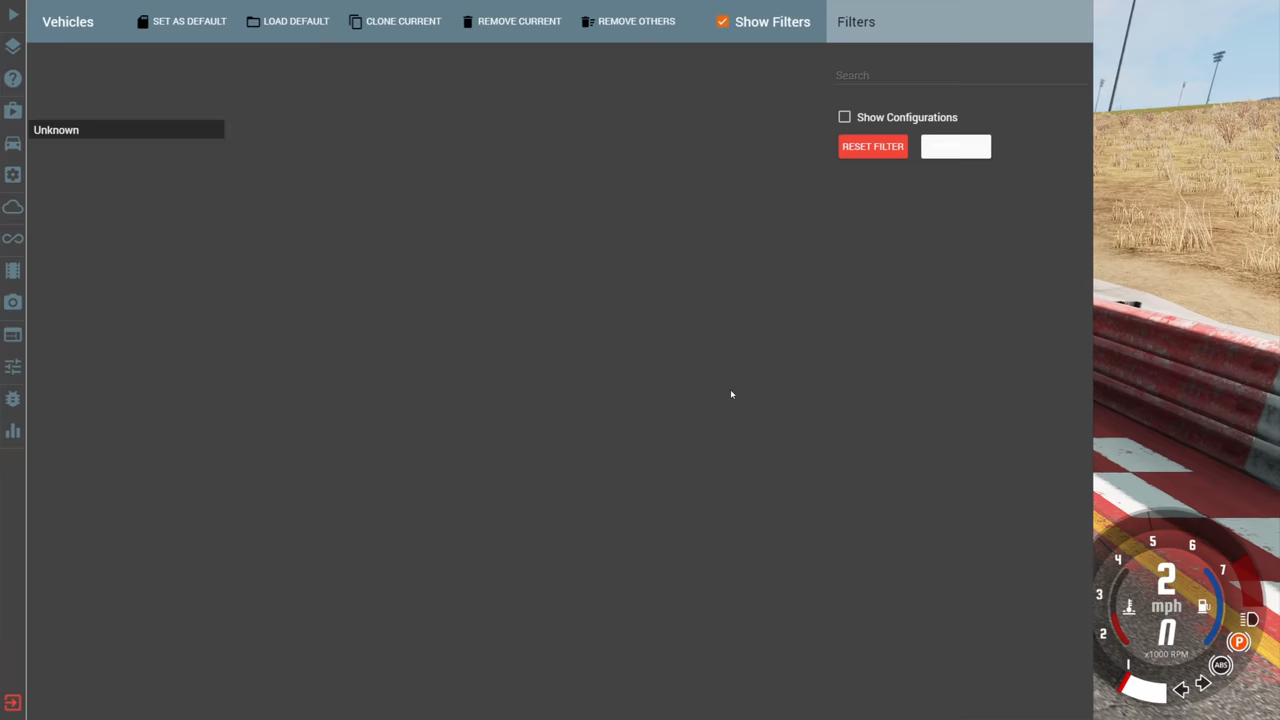 Vehicles
SET AS DEFAULT
LOAD DEFAULT
CLONE CURRENT
REMOVE CURRENT
REMOVE OTHERS
Show Filters
Filters
Search
Show Configurations
Unknown
RESET FILTER
5
6
4
7
2
3
mph
2
n
x1000 RPM
P
ABS
1